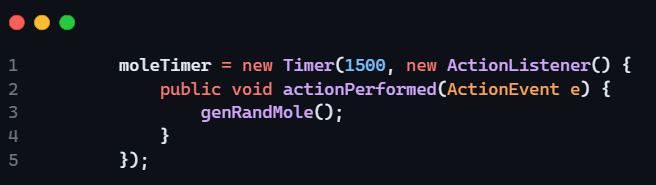 1 moleTimer = new Timer(1500, new ActionListener() {
2 public void actionPerformed(ActionEvent e) {
3 genRandMole();
4 }
5 });